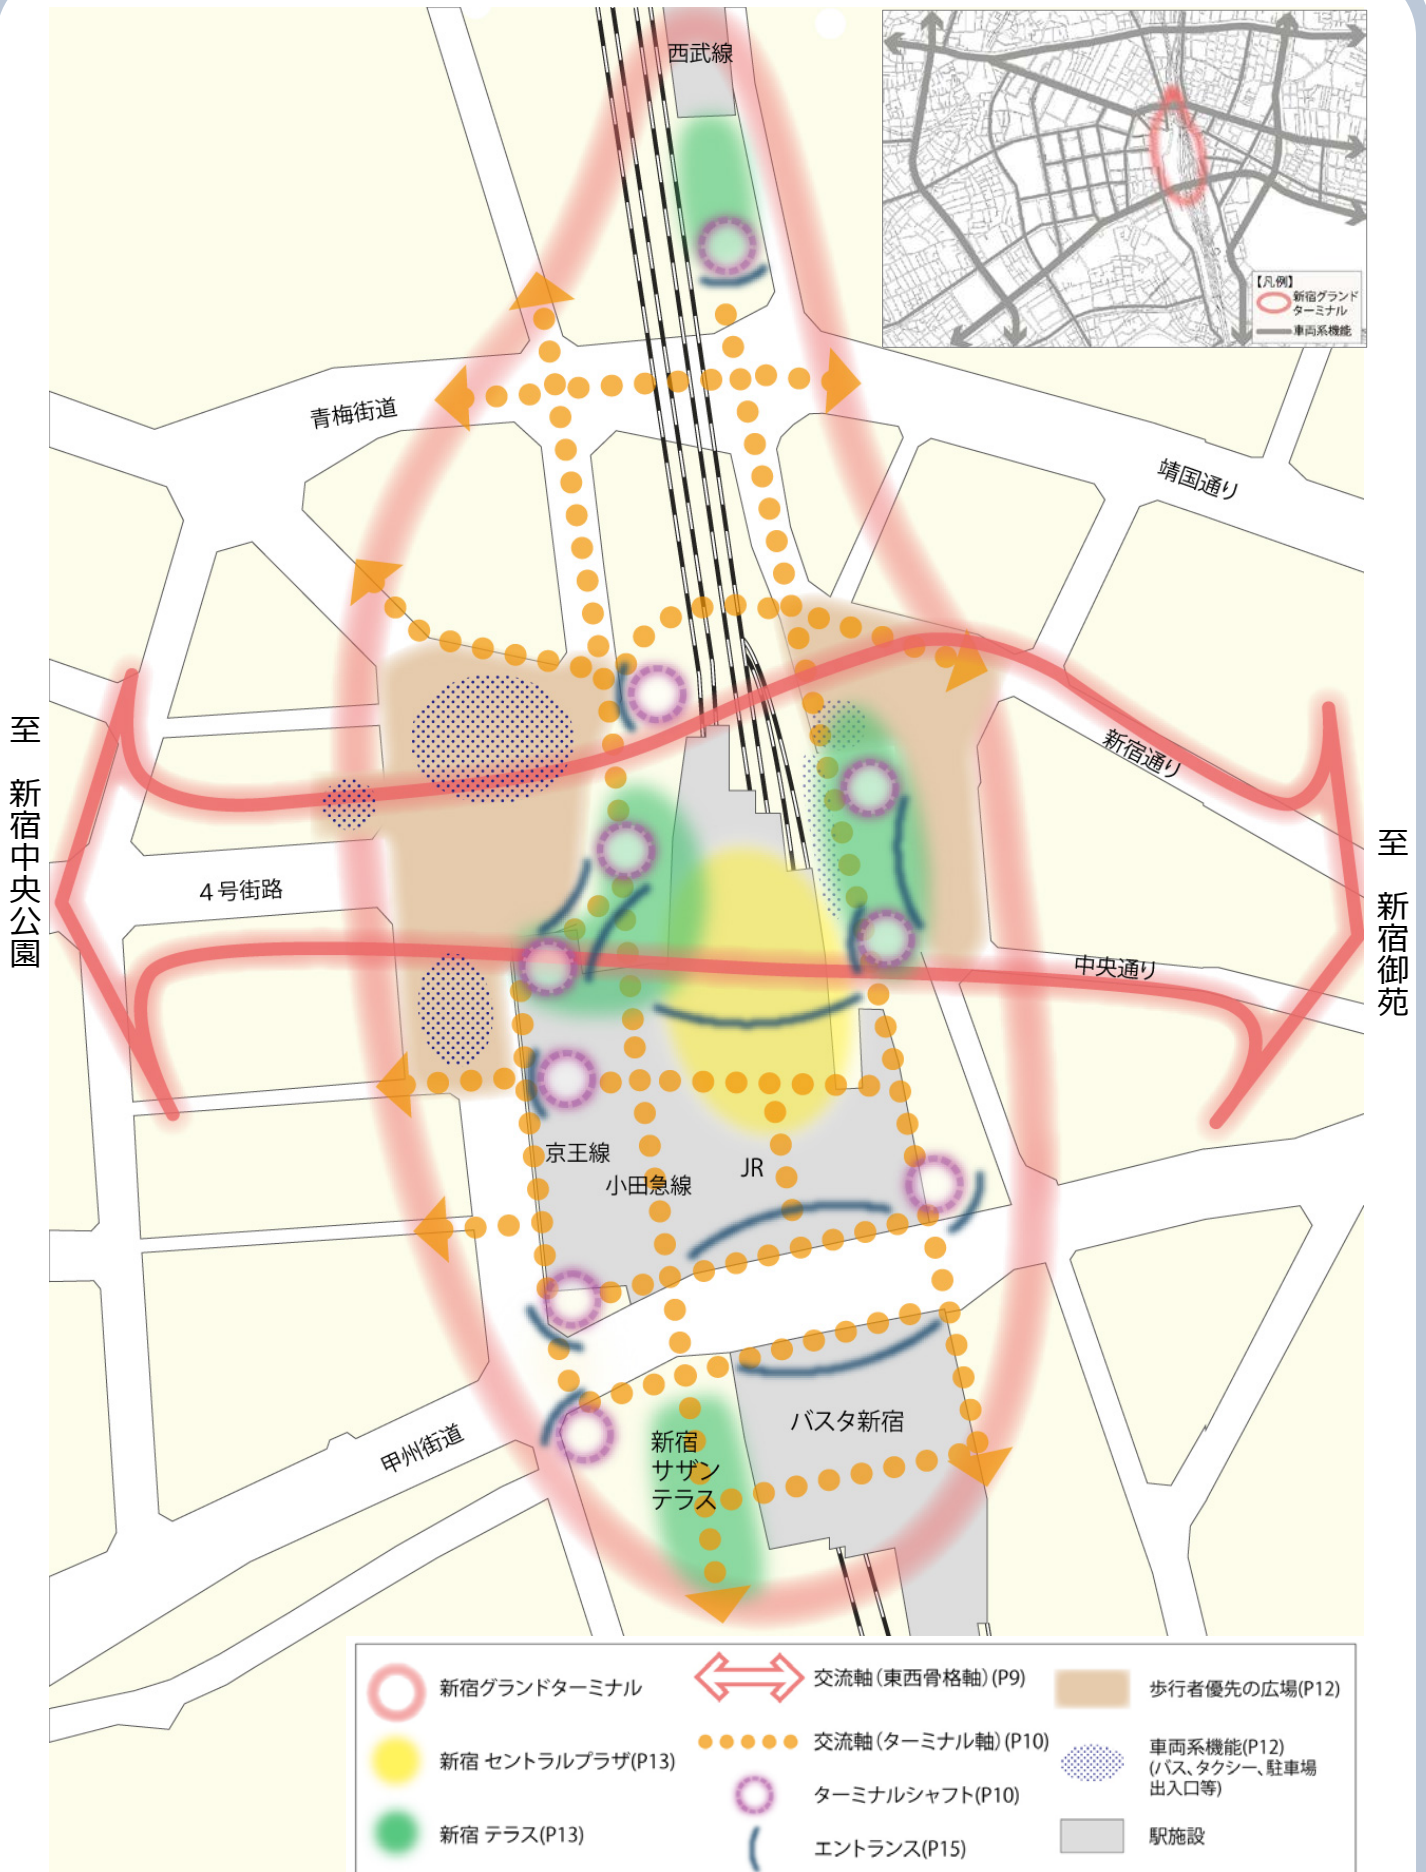 西武線
【凡例】
新宿グランド
ターミナル
車両系機能
青梅街道
靖国通り
新宿通り
至 新宿中央公園
至 新宿御苑
4号街路
中央通り
京王線
小田急線
JR
バスタ新宿
新宿
サザン
テラス
甲州街道
新宿グランドターミナル
新宿 セントラルプラザ(P13)
新宿 テラス(P13)
交流軸(東西骨格軸)(P9)
交流軸(ターミナル軸)(P10)
ターミナルシャフト(P10)
エントランス(P15)
歩行者優先の広場(P12)
車両系機能(P12)
(バス、タクシー、駐車場
出入口等)
駅施設